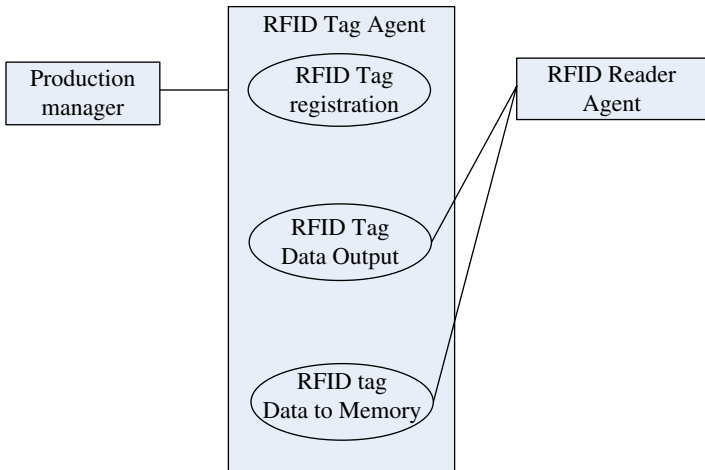 RFID Tag Agent
Production
manager
RFID Tag
registration
RFID Reader
Agent
RFID Tag
Data Output
RFID tag
Data to Memory